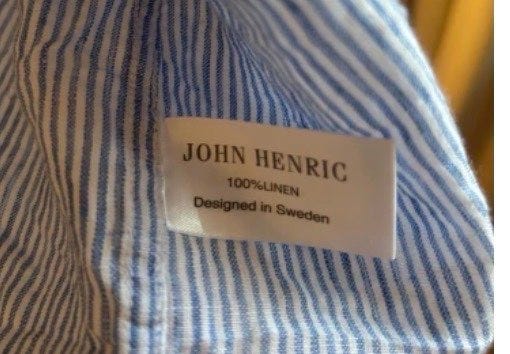 JOHN HENRIC
100%LINEN
Designed in Sweden